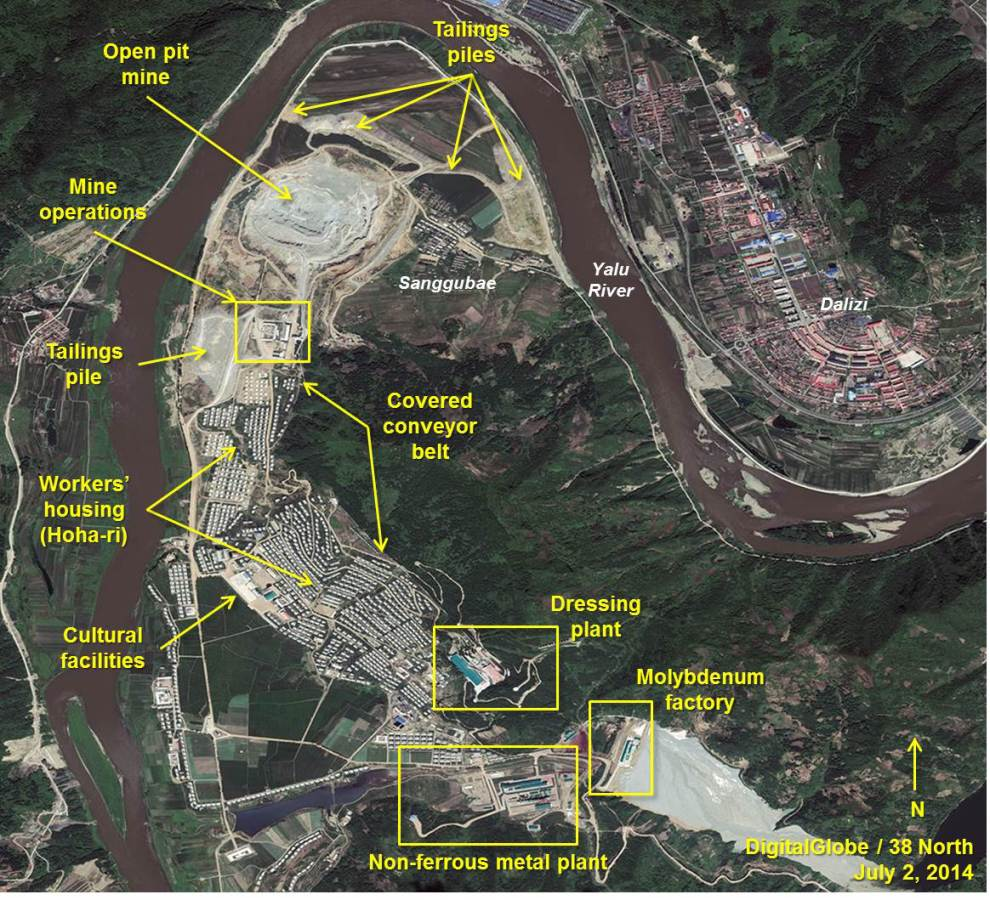 Tailings
piles
Open pit
mine
Mine
operations
Sanggubae
Yalu
River
Dalizi
Tailings
pile
Covered
conveyor
belt
Workers’
housing
(Hoha-ri)
Cultural
facilities
Dressing
plant
Molybdenum
factory
N
Non-ferrous metal plant
DigitalGlobe / 38 North
July 2, 2014